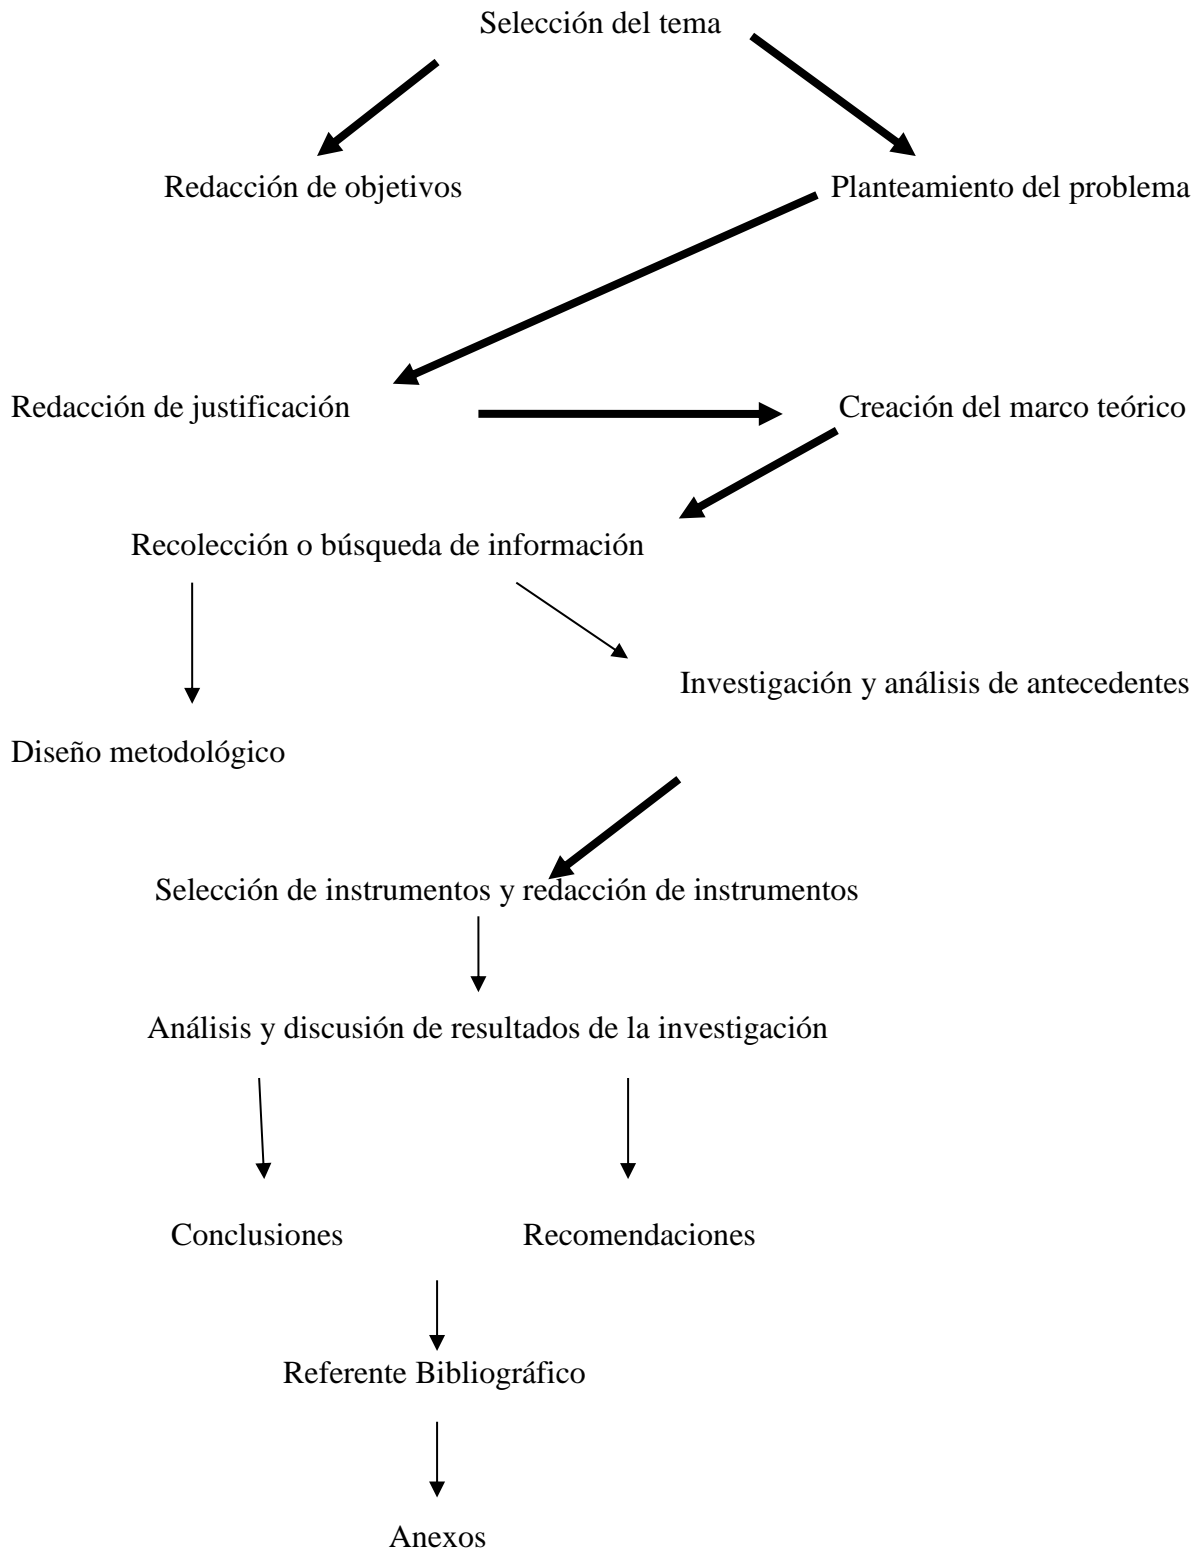 Selección del tema
Redacción de objetivos
Planteamiento del problema
Redacción de justificación
Creación del marco teórico
Recolección o búsqueda de información
Investigación y análisis de antecedentes
Diseño metodológico
Selección de instrumentos y redacción de instrumentos
Análisis y discusión de resultados de la investigación
Conclusiones
Recomendaciones
Referente Bibliográfico
Anexos